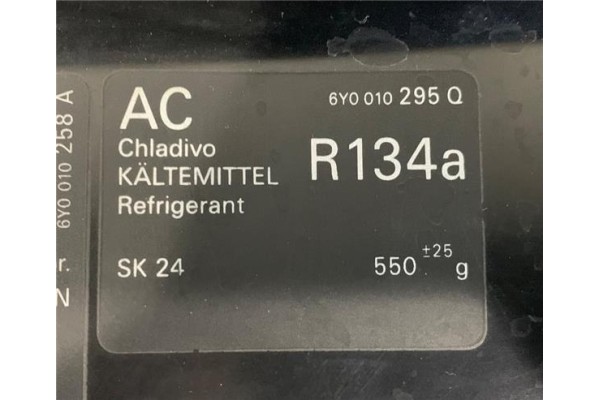 AC
6Y0 010 295 Q
Chladivo
KÄLTEMITTEL
Refrigerant
R134a
SK 24
550 ±25 g
6Y0 010 258 A
r.
N